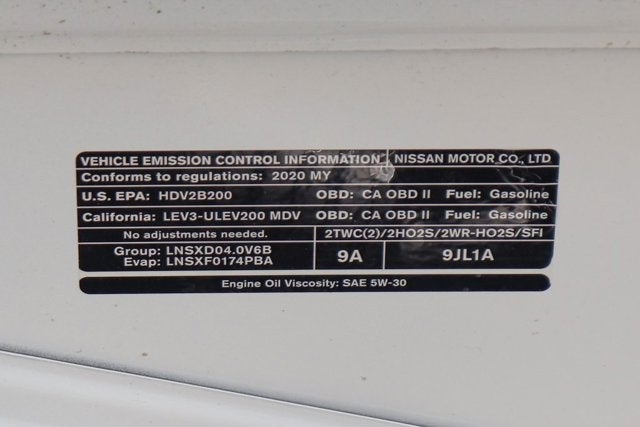 VEHICLE EMISSION CONTROL INFORMATION NISSAN MOTOR CO., LTD
Conforms to regulations: 2020 MY
U.S. EPA: HDV2B200 OBD: CA OBD II Fuel: Gasoline
California: LEV3-ULEV200 MDV OBD: CA OBD II Fuel: Gasoline
No adjustments needed. 2TWC(2)/2HO2S/2WR-HO2S/SFI
Group: LNSXD04.0V6B
Evap: LNSXF0174PBA
9A
9JL1A
Engine Oil Viscosity: SAE 5W-30